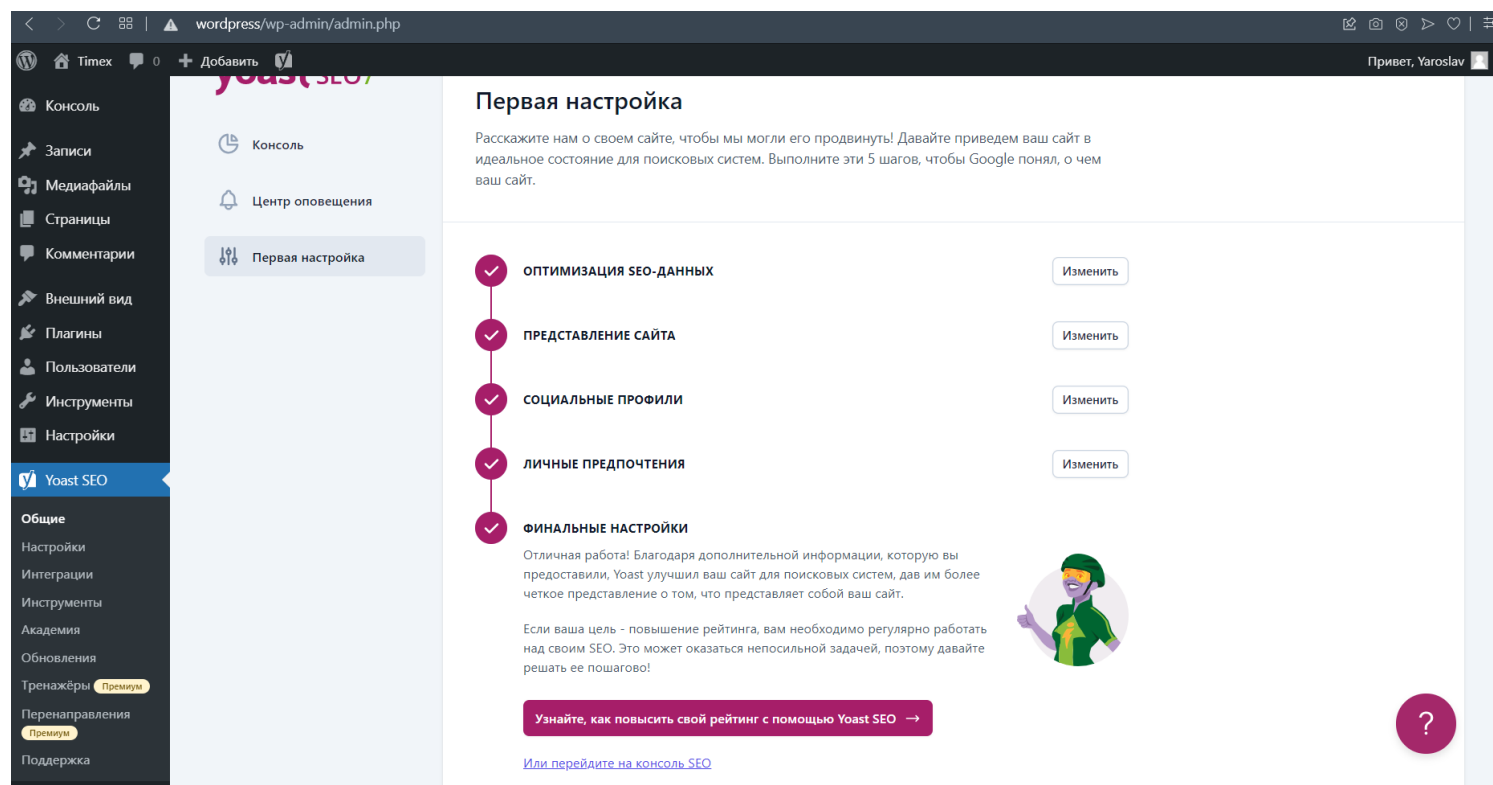 wordpress/wp-admin/admin.php
Timex 0 Добавить Привет, Yaroslav
Консоль
Записи
Медиафайлы
Страницы
Комментарии
Внешний вид
Плагины
Пользователи
Инструменты
Настройки
Yoast SEO
Общие
Настройки
Интеграции
Инструменты
Академия
Обновления
Тренажёры Премиум
Перенаправления
Премиум
Поддержка
yoast SEO
Консоль
Центр оповещения
Первая настройка
Первая настройка
Расскажите нам о своем сайте, чтобы мы могли его продвинуть! Давайте приведем ваш сайт в
идеальное состояние для поисковых систем. Выполните эти 5 шагов, чтобы Google понял, о чем
ваш сайт.
ОПТИМИЗАЦИЯ SEO-ДАННЫХ Изменить
ПРЕДСТАВЛЕНИЕ САЙТА Изменить
СОЦИАЛЬНЫЕ ПРОФИЛИ Изменить
ЛИЧНЫЕ ПРЕДПОЧТЕНИЯ Изменить
ФИНАЛЬНЫЕ НАСТРОЙКИ
Отличная работа! Благодаря дополнительной информации, которую вы
предоставили, Yoast улучшил ваш сайт для поисковых систем, дав им более
четкое представление о том, что представляет собой ваш сайт.
Если ваша цель - повышение рейтинга, вам необходимо регулярно работать
над своим SEO. Это может оказаться непосильной задачей, поэтому давайте
решать ее пошагово!
Узнайте, как повысить свой рейтинг с помощью Yoast SEO →
Или перейдите на консоль SEO
?